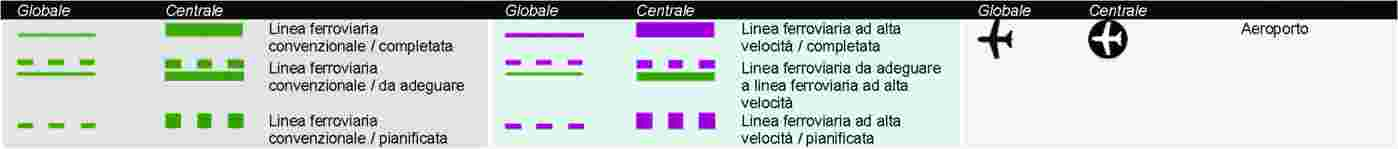 Globale Centrale Globale Centrale Globale Centrale
Linea ferroviaria
convenzionale / completata
Linea ferroviaria
convenzionale / da adeguare
Linea ferroviaria
convenzionale / pianificata
Linea ferroviaria ad alta
velocità / completata
Linea ferroviaria da adeguare
a linea ferroviaria ad alta
velocità
Linea ferroviaria ad alta
velocità / pianificata
Aeroporto